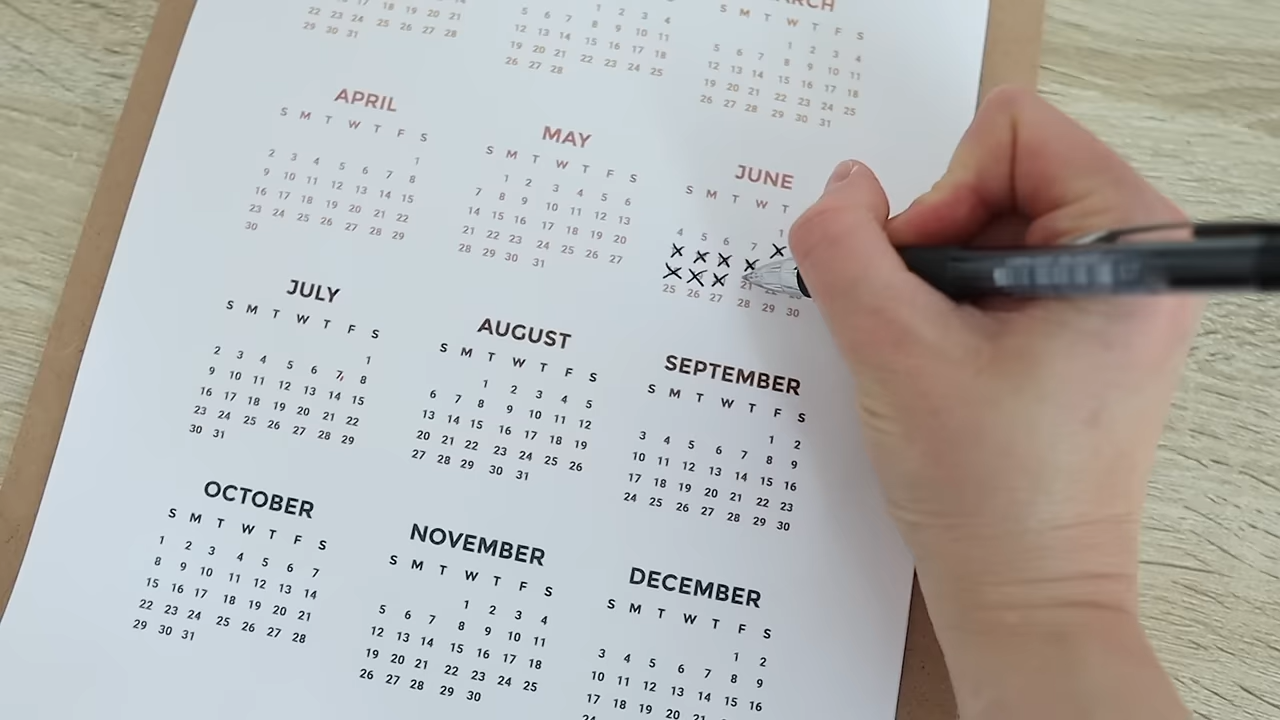 17 18 19 20 21
22 23 24 25 26 27 28
29 30 31
1 2 3 4
5 6 7 8 9 10 11
12 13 14 15 16 17 18
19 20 21 22 23 24 25
26 27 28
S M T W T F S
1 2 3 4
5 6 7 8 9 10 11
12 13 14 15 16 17 18
19 20 21 22 23 24 25
26 27 28 29 30 31
APRIL
S M T W T F S
1
2 3 4 5 6 7 8
9 10 11 12 13 14 15
16 17 18 19 20 21 22
23 24 25 26 27 28 29
30
MAY
S M T W T F S
1 2 3 4 5 6
7 8 9 10 11 12 13
14 15 16 17 18 19 20
21 22 23 24 25 26 27
28 29 30 31
JUNE
S M T W T
1
4 5 6 7
21
25 26 27 28 29 30
JULY
S M T W T F S
1
2 3 4 5 6 7, 8
9 10 11 12 13 14 15
16 17 18 19 20 21 22
23 24 25 26 27 28 29
30 31
AUGUST
S M T W T F S
1 2 3 4 5
6 7 8 9 10 11 12
13 14 15 16 17 18 19
20 21 22 23 24 25 26
27 28 29 30 31
SEPTEMBER
S M T W T F S
1 2
3 4 5 6 7 8 9
10 11 12 13 14 15 16
17 18 19 20 21 22 23
24 25 26 27 28 29 30
OCTOBER
S M T W T F S
1 2 3 4 5 6 7
8 9 10 11 12 13 14
15 16 17 18 19 20 21
22 23 24 25 26 27 28
29 30 31
NOVEMBER
S M T W T F S
1 2 3 4
5 6 7 8 9 10 11
12 13 14 15 16 17 18
19 20 21 22 23 24 25
26 27 28 29 30
DECEMBER
S M T W T F S
1 2
3 4 5 6 7 8 9
10 11 12 13 14 15 16
17 18 19 20 21